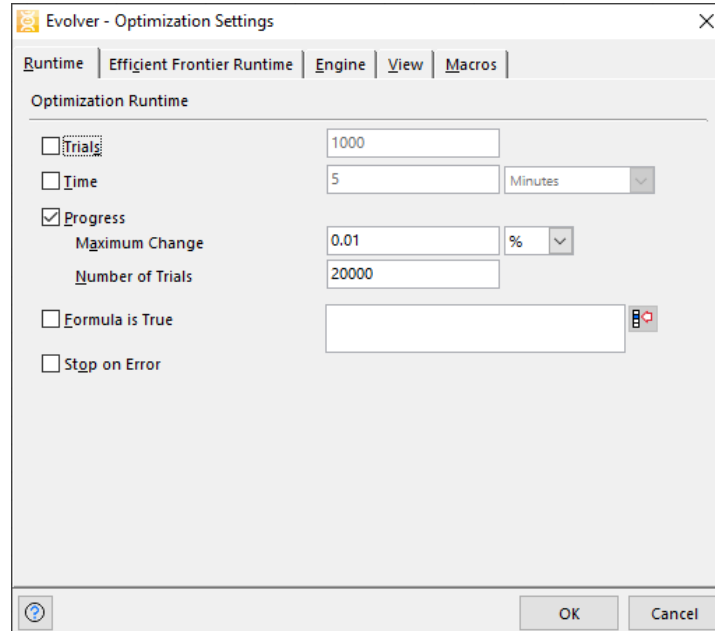 Evolver - Optimization Settings
Runtime Efficient Frontier Runtime Engine View Macros
Optimization Runtime
Trials 1000
Time 5 Minutes
Progress
Maximum Change 0.01 %
Number of Trials 20000
Formula is True
Stop on Error
? OK Cancel